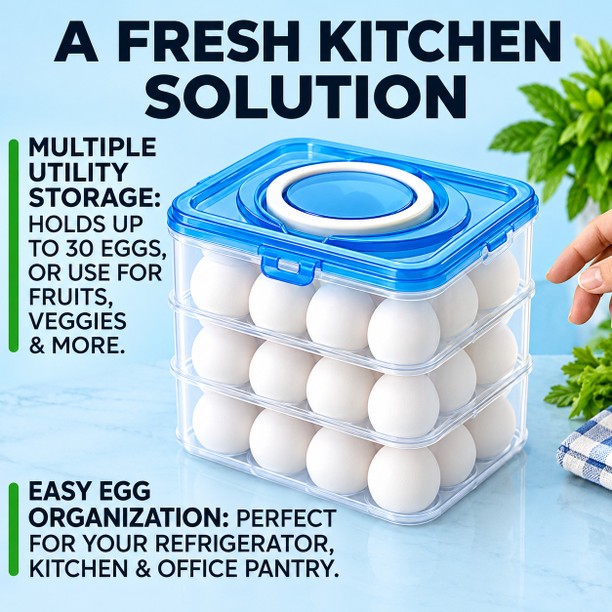 A FRESH KITCHEN
SOLUTION
MULTIPLE
UTILITY
STORAGE:
HOLDS UP
TO 30 EGGS,
OR USE FOR
FRUITS,
VEGGIES
& MORE.
EASY EGG
ORGANIZATION: PERFECT
FOR YOUR REFRIGERATOR,
KITCHEN & OFFICE PANTRY.